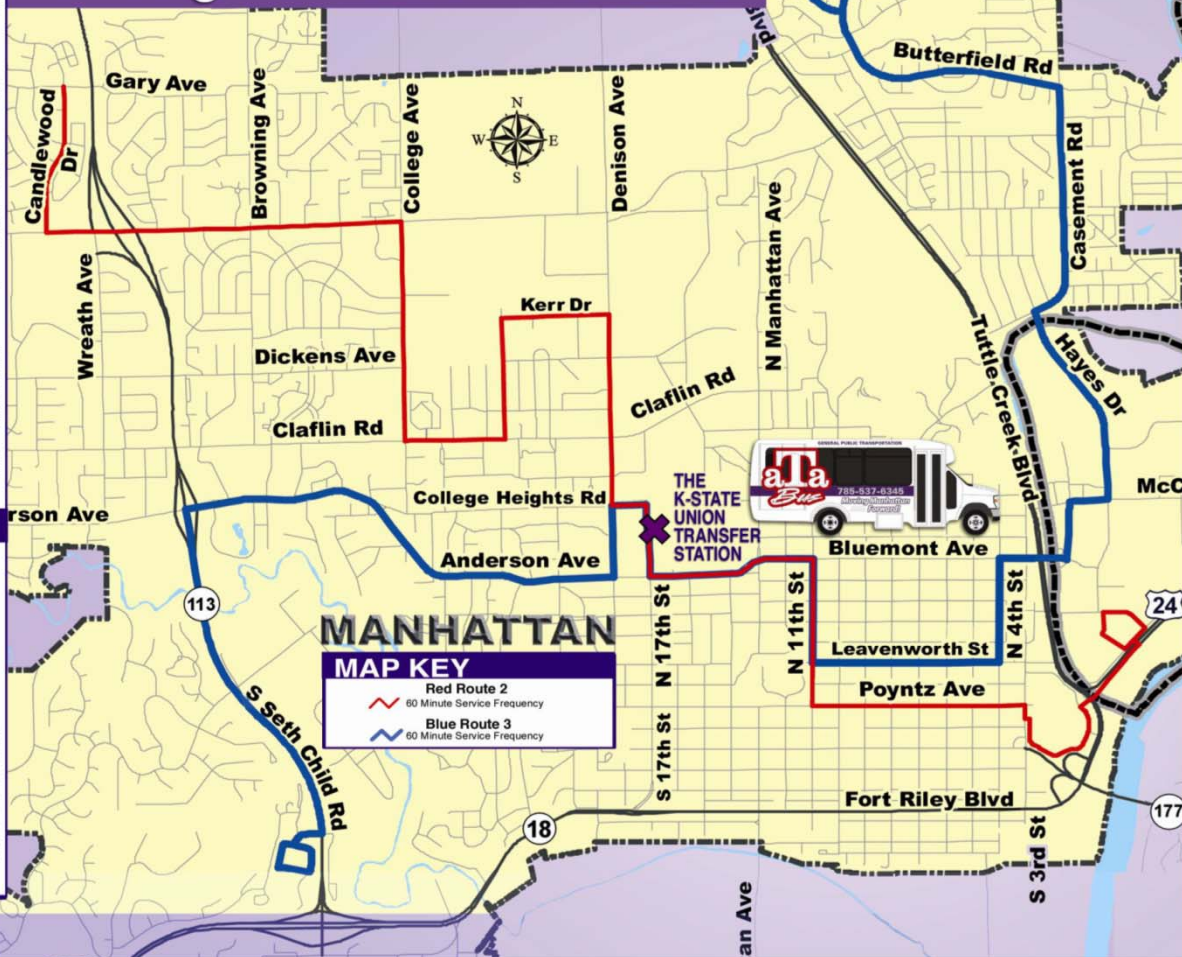 Blvd
Butterfield Rd
Gary Ave
Candlewood
Dr
Browning Ave
College Ave
N
W
E
S
Denison Ave
N Manhattan Ave
Casement Rd
Wreath Ave
Kerr Dr
Dickens Ave
Claflin Rd
Claflin Rd
Tuttle Creek Blvd
Hayes Dr
GENERAL PUBLIC TRANSPORTATION
aTa
Bus
785-537-6345
Moving Manhattan
Forward!
McC
rson Ave
College Heights Rd
THE
K-STATE
UNION
TRANSFER
STATION
Anderson Ave
Bluemont Ave
113
N 17th St
N 11th St
N 4th St
24
MANHATTAN
MAP KEY
Red Route 2
60 Minute Service Frequency
Blue Route 3
60 Minute Service Frequency
Leavenworth St
Poyntz Ave
S Seth Child Rd
S 17th St
Fort Riley Blvd
18
177
S 3rd St
an Ave